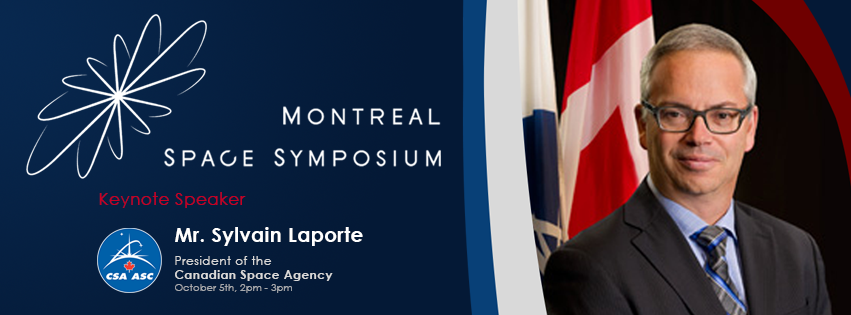 MONTREAL
SPACE SYMPOSIUM
Keynote Speaker
Mr. Sylvain Laporte
President of the
Canadian Space Agency
October 5th, 2pm - 3pm
CSA ASC